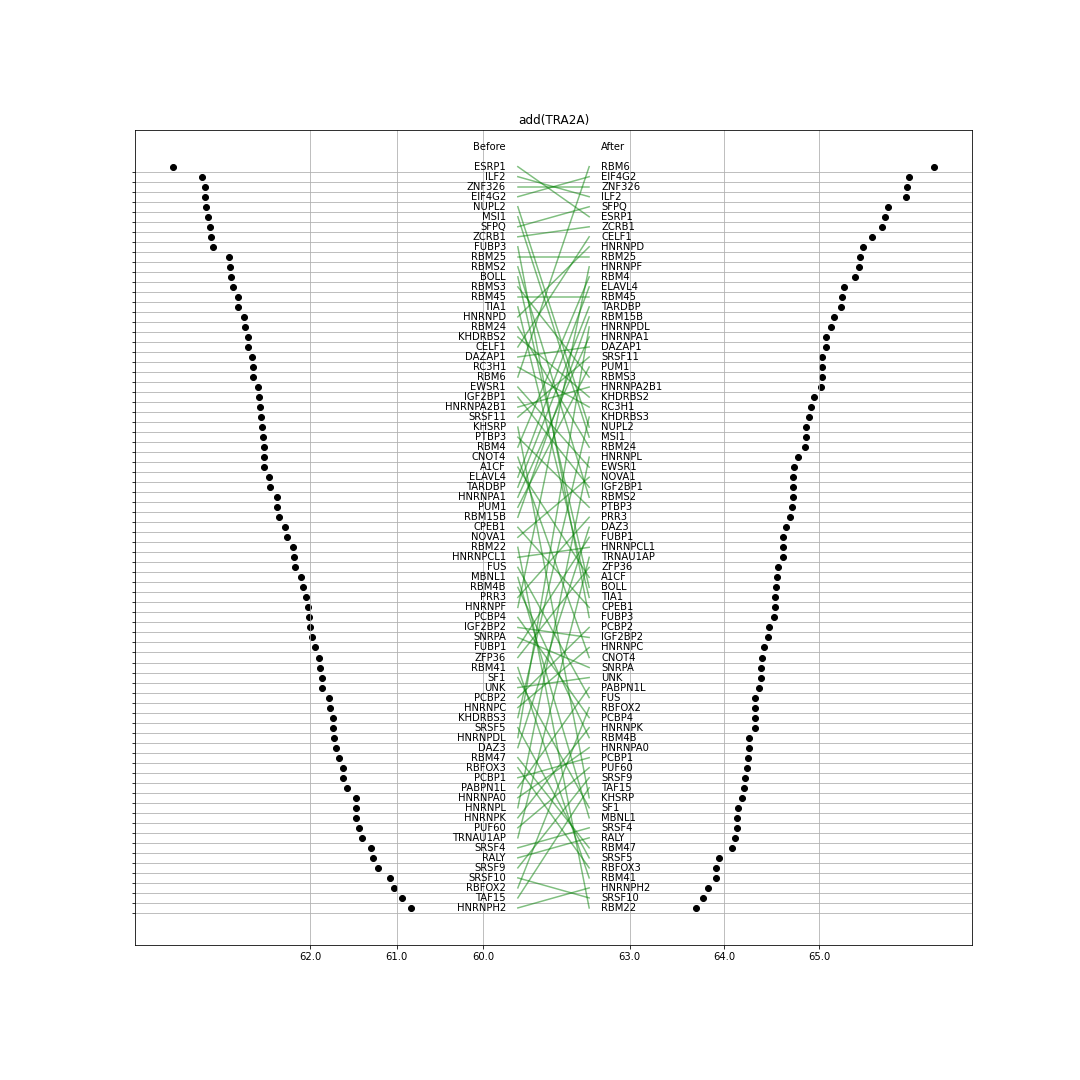 add(TRA2A)
Before After
ESRP1 RBM6
ILF2 EIF4G2
ZNF326 ZNF326
EIF4G2 ILF2
NUPL2 SFPQ
MSI1 ESRP1
SFPQ ZCRB1
ZCRB1 CELF1
FUBP3 HNRNPD
RBM25 RBM25
RBMS2 HNRNPF
BOLL RBM4
RBMS3 ELAVL4
RBM45 RBM45
TIA1 TARDBP
HNRNPD RBM15B
RBM24 HNRNPDL
KHDRBS2 HNRNPA1
CELF1 DAZAP1
DAZAP1 SRSF11
RC3H1 PUM1
RBM6 RBMS3
EWSR1 HNRNPA2B1
IGF2BP1 KHDRBS2
HNRNPA2B1 RC3H1
SRSF11 KHDRBS3
KHSRP NUPL2
PTBP3 MSI1
RBM4 RBM24
CNOT4 HNRNPL
A1CF EWSR1
ELAVL4 NOVA1
TARDBP IGF2BP1
HNRNPA1 RBMS2
PUM1 PTBP3
RBM15B PRR3
CPEB1 DAZ3
NOVA1 FUBP1
RBM22 HNRNPCL1
HNRNPCL1 TRNAU1AP
FUS ZFP36
MBNL1 A1CF
RBM4B BOLL
PRR3 TIA1
HNRNPF CPEB1
PCBP4 FUBP3
IGF2BP2 PCBP2
SNRPA IGF2BP2
FUBP1 HNRNPC
ZFP36 CNOT4
RBM41 SNRPA
SF1 UNK
UNK PABPN1L
PCBP2 FUS
HNRNPC RBFOX2
KHDRBS3 PCBP4
SRSF5 HNRNPK
HNRNPDL RBM4B
DAZ3 HNRNPA0
RBM47 PCBP1
RBFOX3 PUF60
PCBP1 SRSF9
PABPN1L TAF15
HNRNPA0 KHSRP
HNRNPL SF1
HNRNPK MBNL1
PUF60 SRSF4
TRNAU1AP RALY
SRSF4 RBM47
RALY SRSF5
SRSF9 RBFOX3
SRSF10 RBM41
RBFOX2 HNRNPH2
TAF15 SRSF10
HNRNPH2 RBM22
62.0 61.0 60.0 63.0 64.0 65.0